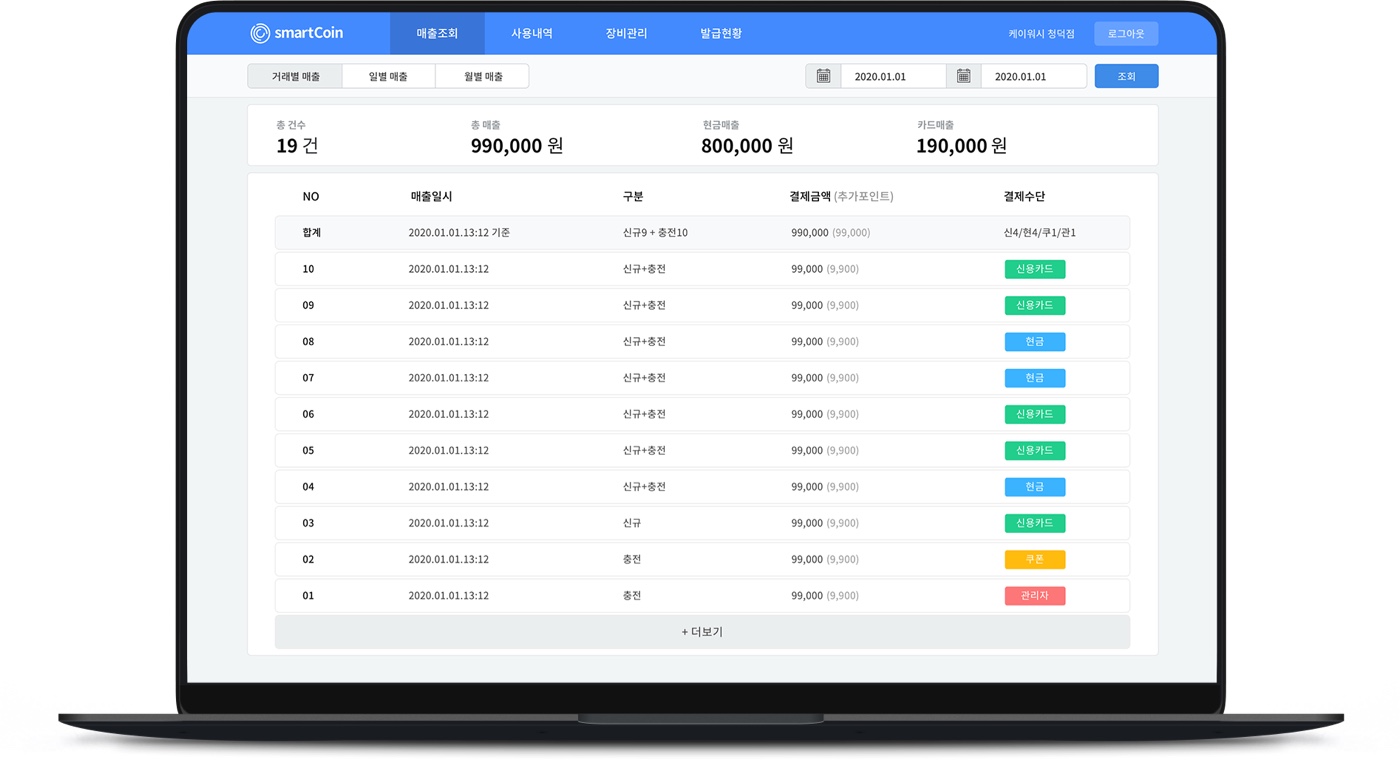 smartCoin 매출조회 사용내역 장비관리 발급현황 케이워시 청덕점 로그아웃
거래별 매출 일별 매출 월별 매출 2020.01.01 2020.01.01 조회
총 건수 총 매출 현금매출 카드매출
19 건 990,000 원 800,000 원 190,000 원
NO 매출일시 구분 결제금액 (추가포인트) 결제수단
합계 2020.01.01.13:12 기준 신규9 + 충전10 990,000 (99,000) 신4/현4/쿠1/관1
10 2020.01.01.13:12 신규+충전 99,000 (9,900) 신용카드
09 2020.01.01.13:12 신규+충전 99,000 (9,900) 신용카드
08 2020.01.01.13:12 신규+충전 99,000 (9,900) 현금
07 2020.01.01.13:12 신규+충전 99,000 (9,900) 현금
06 2020.01.01.13:12 신규+충전 99,000 (9,900) 신용카드
05 2020.01.01.13:12 신규+충전 99,000 (9,900) 신용카드
04 2020.01.01.13:12 신규+충전 99,000 (9,900) 현금
03 2020.01.01.13:12 신규 99,000 (9,900) 신용카드
02 2020.01.01.13:12 충전 99,000 (9,900) 쿠폰
01 2020.01.01.13:12 충전 99,000 (9,900) 관리자
+ 더보기